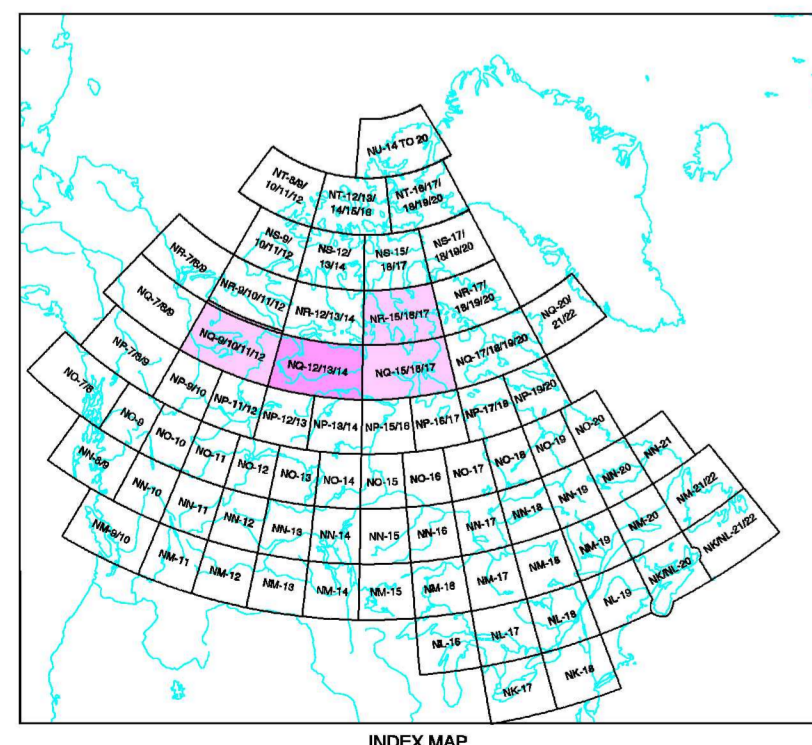 NU-14 TO 20
NT-8/9/
10/11/12
NT-12/13/
14/15/16
NT-16/17/
18/19/20
NS-9/
10/11/12
NS-12/
13/14
NS-15/
16/17
NS-17/
18/19/20
NR-7/8/9
NR-9/10/11/12
NR-12/13/14
NR-15/16/17
NR-17/
18/19/20
NQ-7/8/9
NQ-9/10/11/12
NQ-12/13/14
NQ-15/16/17
NQ-17/18/19/20
NQ-20/
21/22
NP-7/8/9
NP-9/10
NP-11/12
NP-12/13
NP-13/14
NP-15/16
NP-16/17
NP-17/18
NP-19/20
NO-7/8
NO-9
NO-10
NO-11
NO-12
NO-13
NO-14
NO-15
NO-16
NO-17
NO-18
NO-19
NO-20
NN-8/9
NN-10
NN-11
NN-12
NN-13
NN-14
NN-15
NN-16
NN-17
NN-18
NN-19
NN-20
NN-21
NM-9/10
NM-11
NM-12
NM-13
NM-14
NM-15
NM-16
NM-17
NM-18
NM-19
NM-20
NM-21/22
NL-16
NL-17
NL-18
NL-19
NK/NL-20
NK/NL-21/22
NK-17
NK-18
INDEX MAP